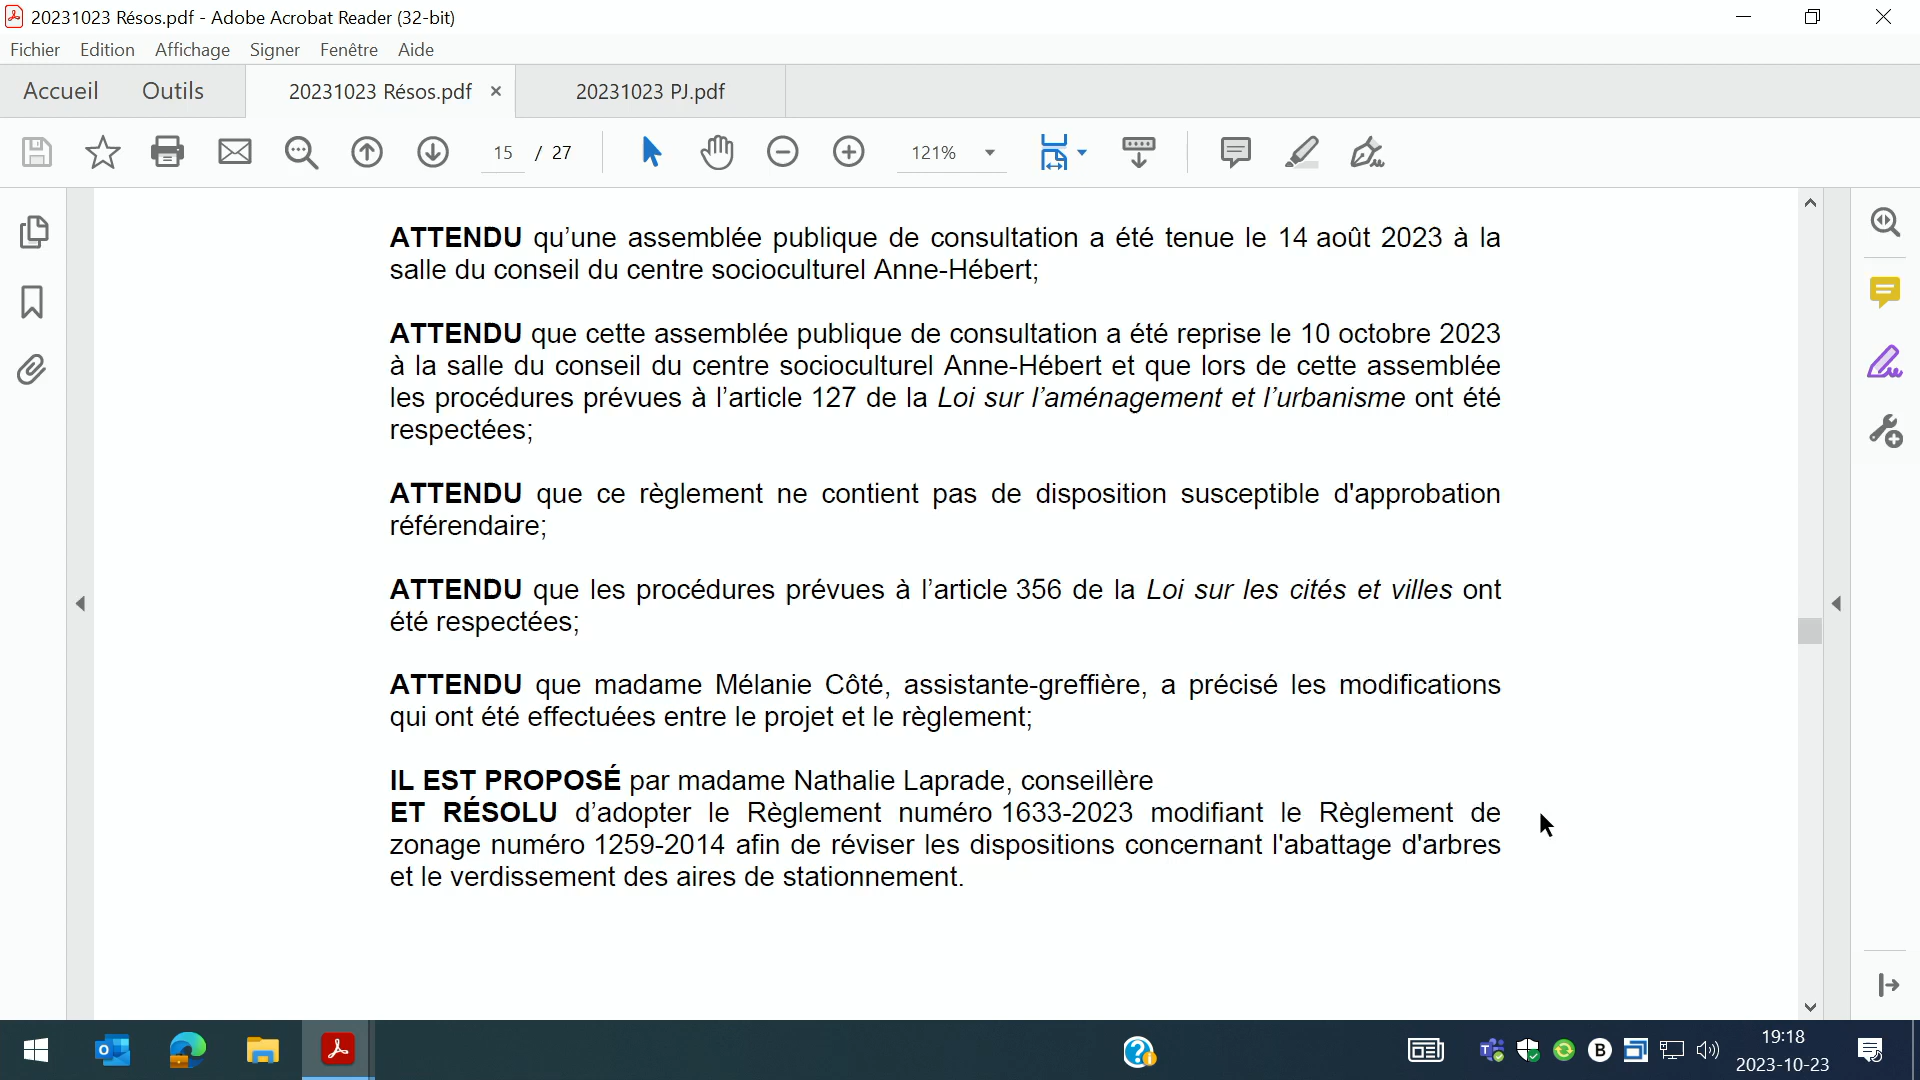 20231023 Résos.pdf - Adobe Acrobat Reader (32-bit)
Fichier Edition Affichage Signer Fenêtre Aide
Accueil Outils 20231023 Résos.pdf × 20231023 PJ.pdf
15 / 27 121%
ATTENDU qu’une assemblée publique de consultation a été tenue le 14 août 2023 à la
salle du conseil du centre socioculturel Anne-Hébert;
ATTENDU que cette assemblée publique de consultation a été reprise le 10 octobre 2023
à la salle du conseil du centre socioculturel Anne-Hébert et que lors de cette assemblée
les procédures prévues à l’article 127 de la Loi sur l’aménagement et l’urbanisme ont été
respectées;
ATTENDU que ce règlement ne contient pas de disposition susceptible d'approbation
référendaire;
ATTENDU que les procédures prévues à l’article 356 de la Loi sur les cités et villes ont
été respectées;
ATTENDU que madame Mélanie Côté, assistante-greffière, a précisé les modifications
qui ont été effectuées entre le projet et le règlement;
IL EST PROPOSÉ par madame Nathalie Laprade, conseillère
ET RÉSOLU d’adopter le Règlement numéro 1633-2023 modifiant le Règlement de
zonage numéro 1259-2014 afin de réviser les dispositions concernant l'abattage d'arbres
et le verdissement des aires de stationnement.
19:18
2023-10-23